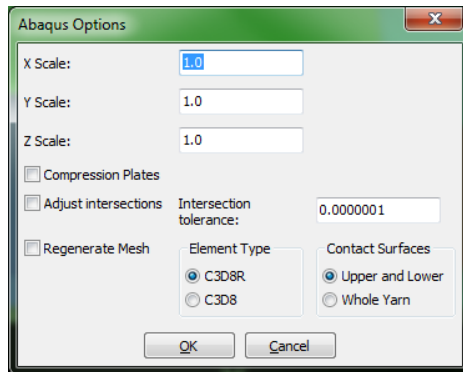 Abaqus Options
X
X Scale: 1.0
Y Scale: 1.0
Z Scale: 1.0
Compression Plates
Adjust intersections
Intersection
tolerance:
0.0000001
Regenerate Mesh
Element Type
C3D8R
C3D8
Contact Surfaces
Upper and Lower
Whole Yarn
OK
Cancel